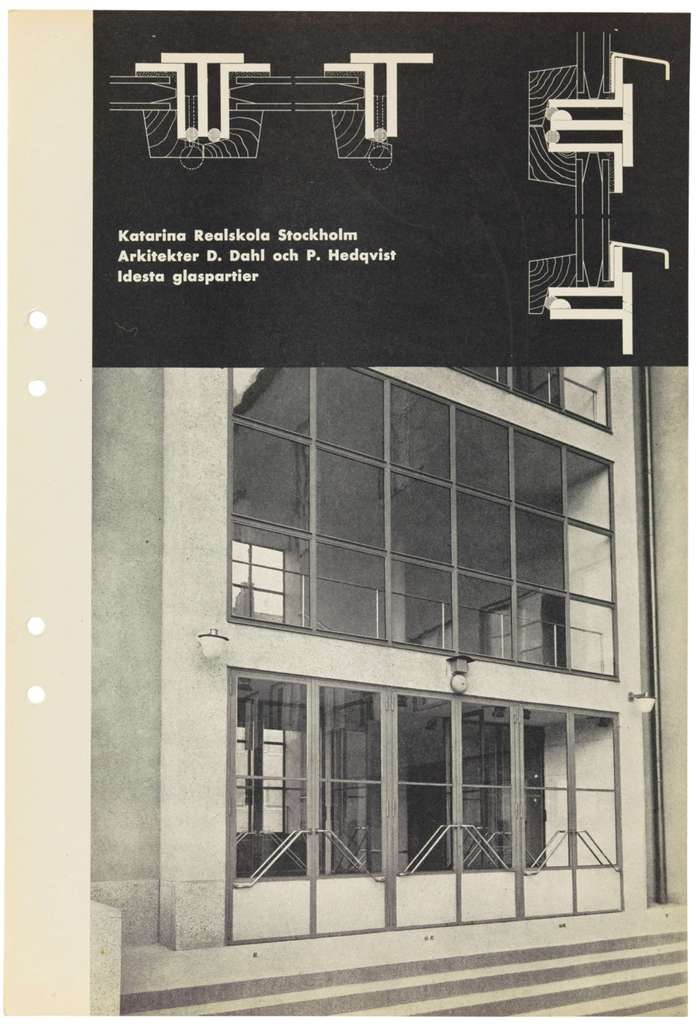 Katarina Realskola Stockholm
Arkitekter D. Dahl och P. Hedqvist
Idesta glaspartier